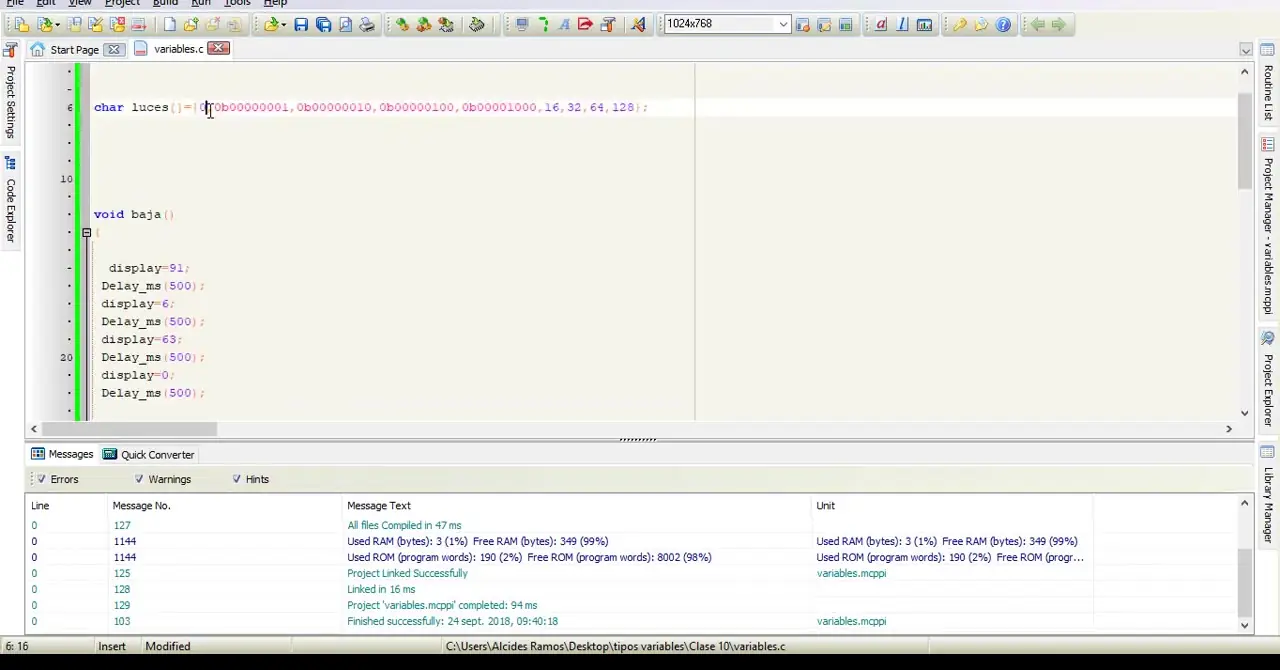 File Edit View Project Build Run Tools Help
1024x768
Start Page variables.c
Project Settings
Code Explorer
6 char luces[]={0,0b00000001,0b00000010,0b00000100,0b00001000,16,32,64,128};
10
void baja()
{
display=91;
Delay_ms(500);
display=6;
Delay_ms(500);
display=63;
20 Delay_ms(500);
display=0;
Delay_ms(500);
Routine List
Project Manager - variables.mcppi
Project Explorer
Library Manager
Messages Quick Converter
Errors Warnings Hints
Line Message No. Message Text Unit
0 127 All files Compiled in 47 ms
0 1144 Used RAM (bytes): 3 (1%) Free RAM (bytes): 349 (99%) Used RAM (bytes): 3 (1%) Free RAM (bytes): 349 (99%)
0 1144 Used ROM (program words): 190 (2%) Free ROM (program words): 8002 (98%) Used ROM (program words): 190 (2%) Free ROM (progr...
0 125 Project Linked Successfully variables.mcppi
0 128 Linked in 16 ms
0 129 Project 'variables.mcppi' completed: 94 ms
0 103 Finished successfully: 24 sept. 2018, 09:40:18 variables.mcppi
6: 16 Insert Modified C:\Users\Alcides Ramos\Desktop\tipos variables\Clase 10\variables.c